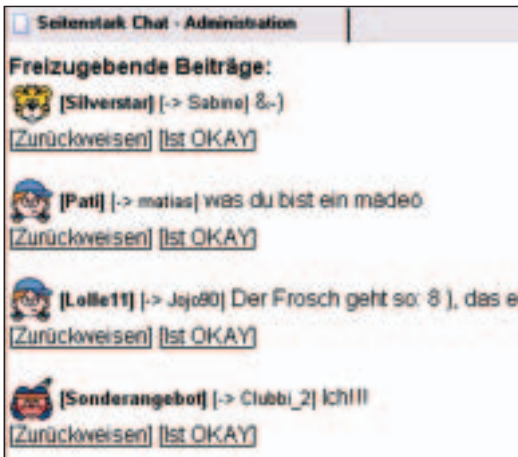 Seitenstark Chat - Administration
Freizugebende Beiträge:
[Silverstar] [-> Sabine] &-)
[Zurückweisen] [Ist OKAY]
[Pati] [-> matias] was du bist ein mädeö
[Zurückweisen] [Ist OKAY]
[Lolle11] [-> Jojo90] Der Frosch geht so: 8 ), das e
[Zurückweisen] [Ist OKAY]
[Sonderangebot] [-> Clubbi_2] Ich!!!
[Zurückweisen] [Ist OKAY]